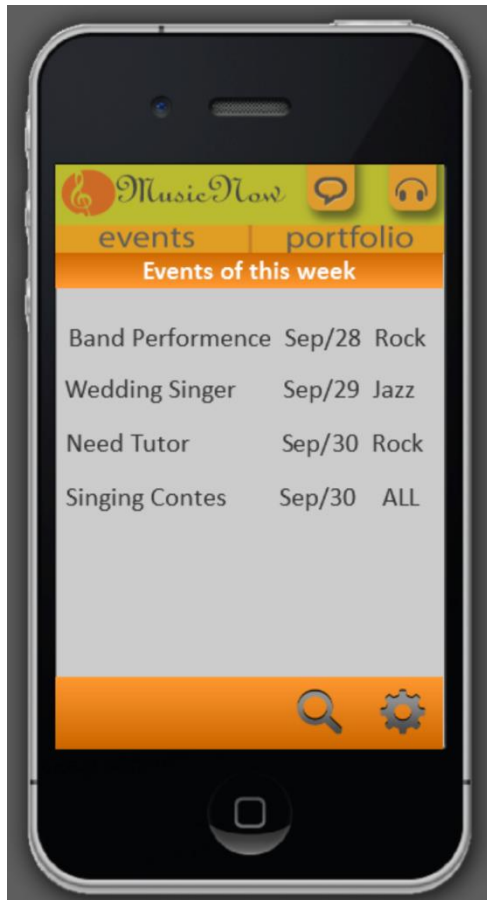 MusicNow
events portfolio
Events of this week
Band Performence Sep/28 Rock
Wedding Singer Sep/29 Jazz
Need Tutor Sep/30 Rock
Singing Contes Sep/30 ALL